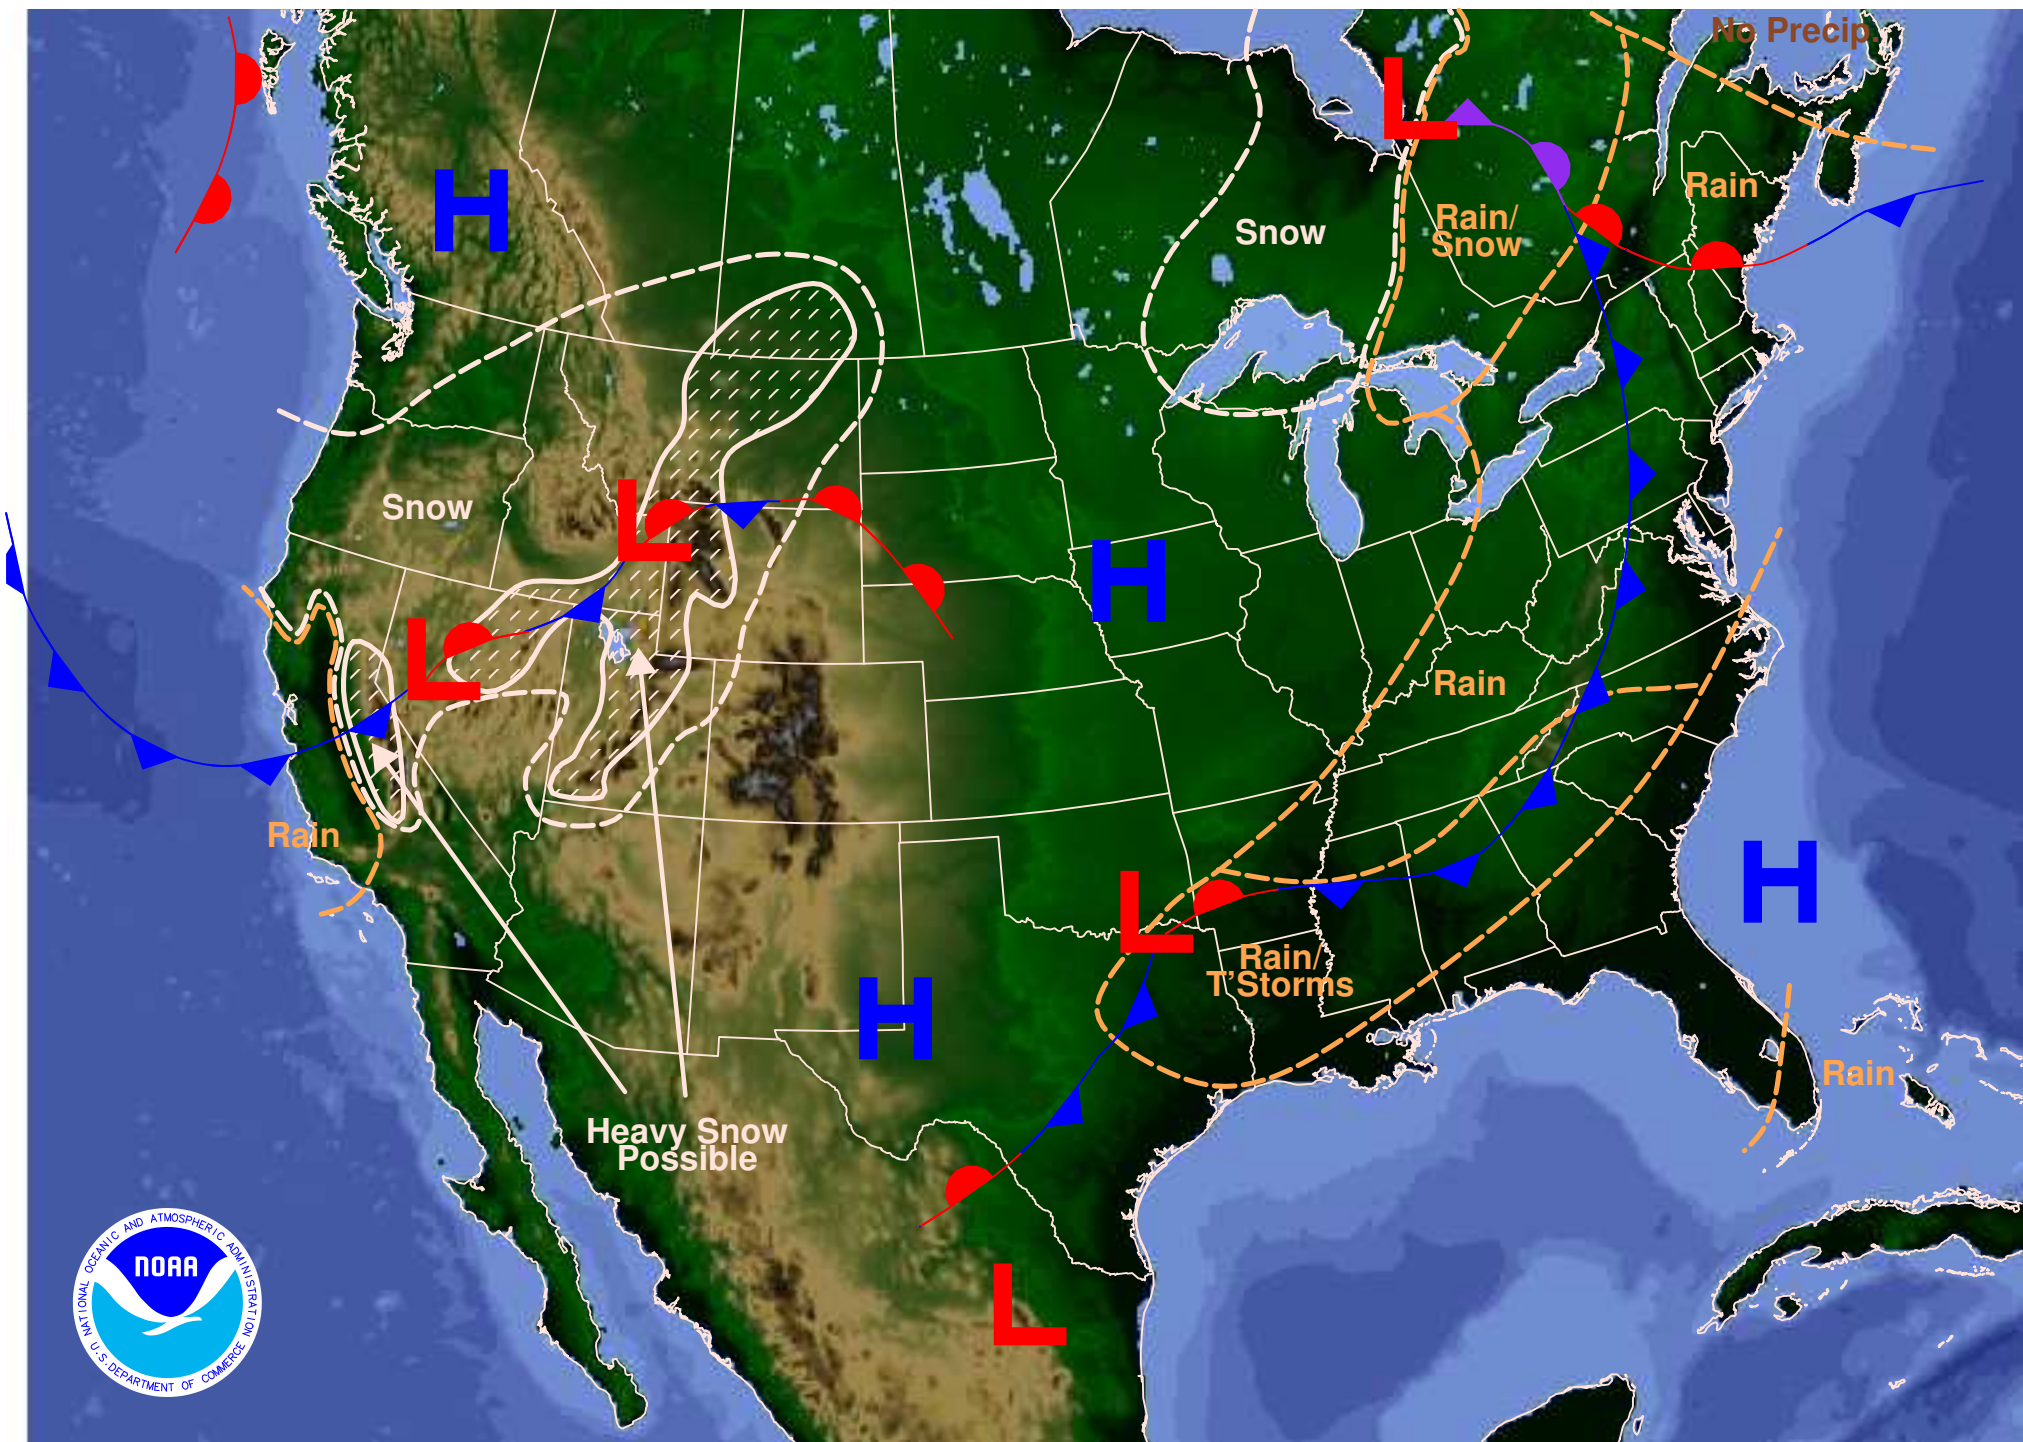 No Precip.
Rain
H
L
Rain/
Snow
Snow
Snow
L
H
L
Rain
Rain
H
L
Rain/
T'Storms
H
Rain
Heavy Snow
Possible
L
NATIONAL OCEANIC AND ATMOSPHERIC ADMINISTRATION
NOAA
U.S. DEPARTMENT OF COMMERCE